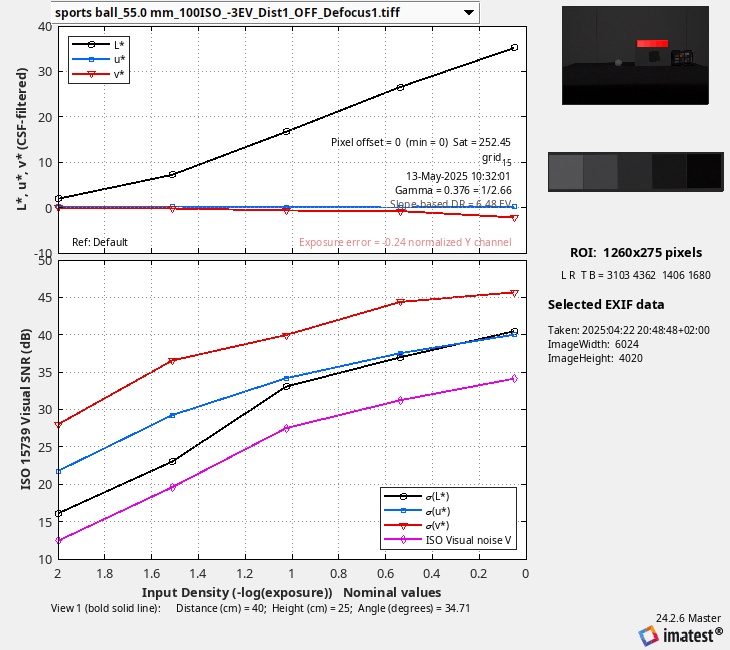 sports ball_55.0 mm_100ISO_-3EV_Dist1_OFF_Defocus1.tiff
L*, u*, v* (CSF-filtered)
40
30
20
10
0
-10
L*
u*
v*
Pixel offset = 0 (min = 0) Sat = 252.45
grid15
13-May-2025 10:32:01
Gamma = 0.376 = 1/2.66
Slope-based DR = 6.48 EV
Ref: Default
Exposure error = -0.24 normalized Y channel
ISO 15739 Visual SNR (dB)
50
45
40
35
30
25
20
15
10
σ(L*)
σ(u*)
σ(v*)
ISO Visual noise V
2 1.8 1.6 1.4 1.2 1 0.8 0.6 0.4 0.2 0
Input Density (-log(exposure)) Nominal values
View 1 (bold solid line): Distance (cm) = 40; Height (cm) = 25; Angle (degrees) = 34.71
ROI: 1260x275 pixels
L R T B = 3103 4362 1406 1680
Selected EXIF data
Taken: 2025:04:22 20:48:48+02:00
ImageWidth: 6024
ImageHeight: 4020
24.2.6 Master
imatest®